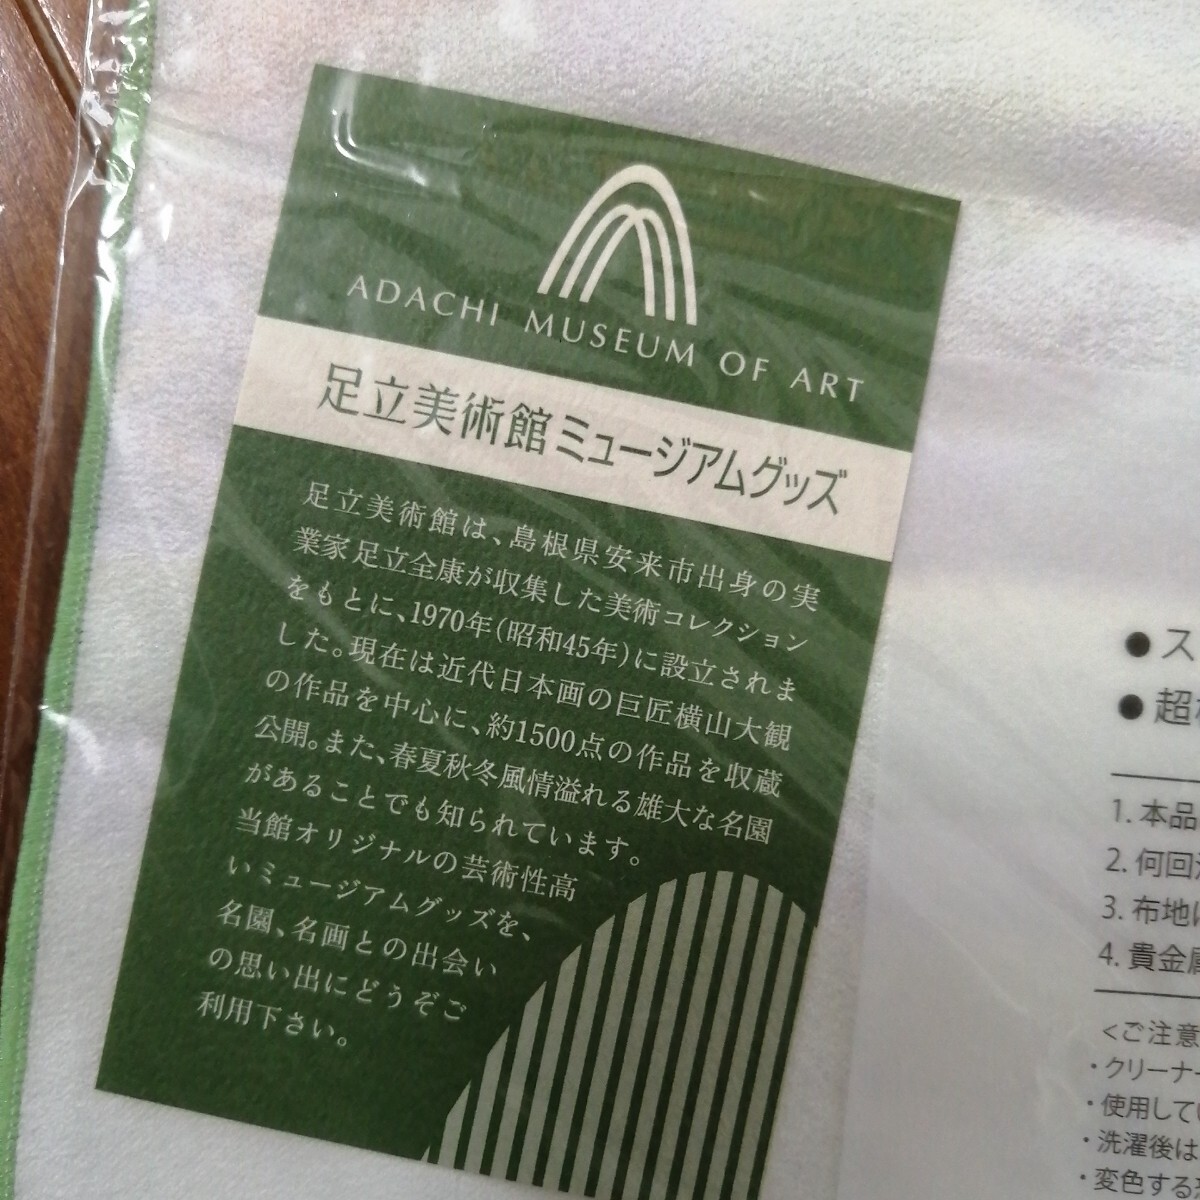 ADACHI MUSEUM OF ART
足立美術館ミュージアムグッズ
足立美術館は、島根県安来市出身の実
業家足立全康が収集した美術コレクション
をもとに、1970年(昭和45年)に設立されま
した。現在は近代日本画の巨匠横山大観
の作品を中心に、約1500点の作品を収蔵
公開。また、春夏秋冬風情溢れる雄大な名園
があることでも知られています。
当館オリジナルの芸術性高
いミュージアムグッズを、
名園、名画との出会い
の思い出にどうぞご
利用下さい。
●ス
●超
1. 本品
2. 何回
3. 布地
4. 貴金
<ご注意
・クリーナー
・使用して
・洗濯後は
・変色する